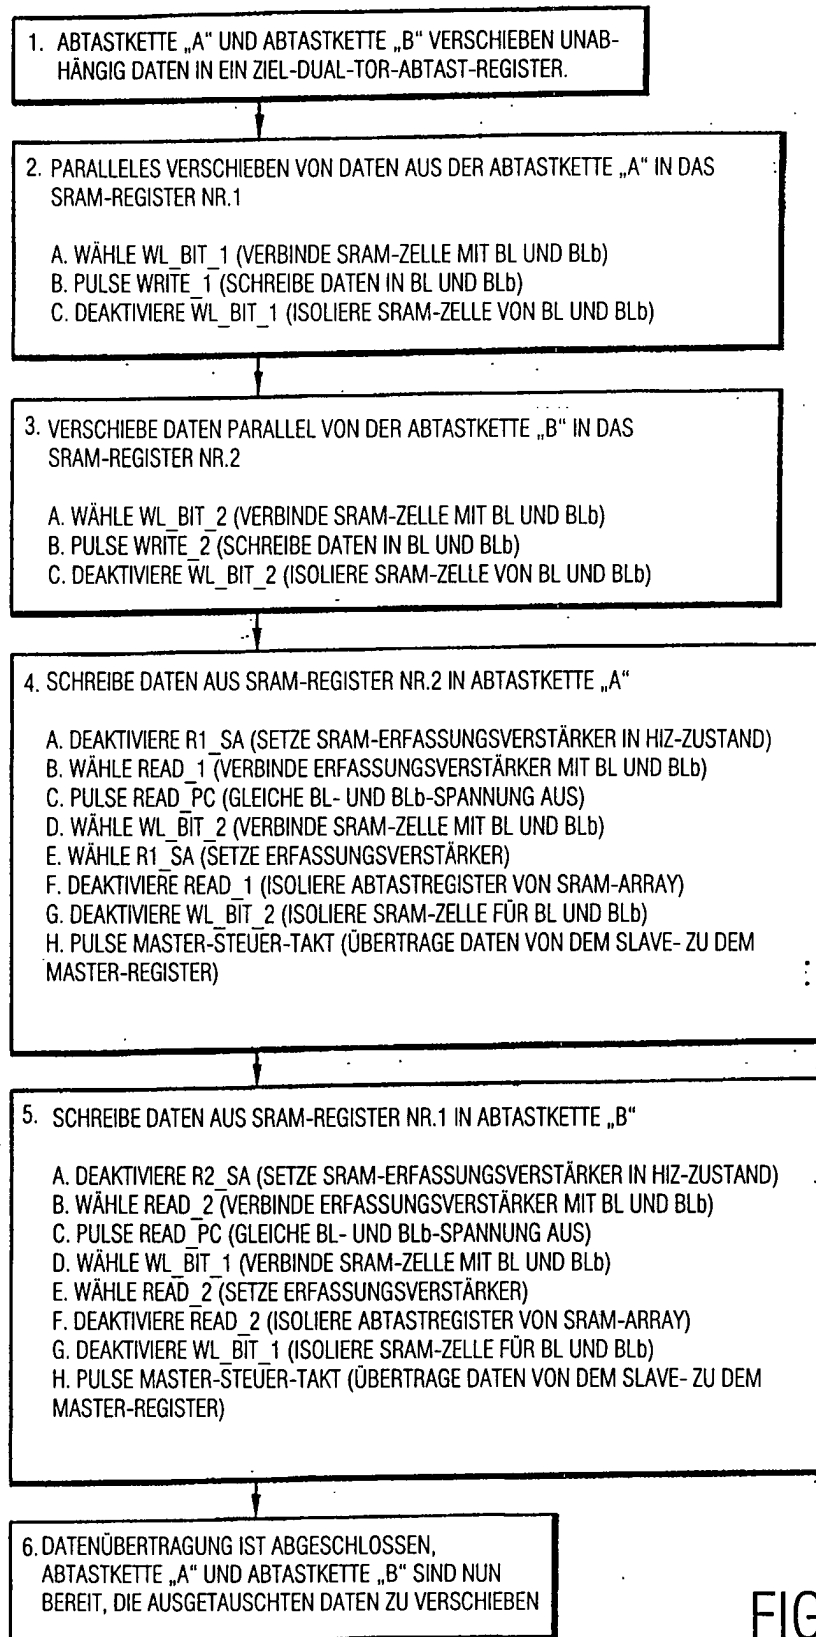 1. ABTASTKETTE „A" UND ABTASTKETTE „B" VERSCHIEBEN UNAB-
HÄNGIG DATEN IN EIN ZIEL-DUAL-TOR-ABTAST-REGISTER.
2. PARALLELES VERSCHIEBEN VON DATEN AUS DER ABTASTKETTE „A" IN DAS
SRAM-REGISTER NR.1
A. WÄHLE WL_BIT_1 (VERBINDE SRAM-ZELLE MIT BL UND BLb)
B. PULSE WRITE_1 (SCHREIBE DATEN IN BL UND BLb)
C. DEAKTIVIERE WL_BIT_1 (ISOLIERE SRAM-ZELLE VON BL UND BLb)
3. VERSCHIEBE DATEN PARALLEL VON DER ABTASTKETTE „B" IN DAS
SRAM-REGISTER NR.2
A. WÄHLE WL_BIT_2 (VERBINDE SRAM-ZELLE MIT BL UND BLb)
B. PULSE WRITE_2 (SCHREIBE DATEN IN BL UND BLb)
C. DEAKTIVIERE WL_BIT_2 (ISOLIERE SRAM-ZELLE VON BL UND BLb)
4. SCHREIBE DATEN AUS SRAM-REGISTER NR.2 IN ABTASTKETTE „A"
A. DEAKTIVIERE R1_SA (SETZE SRAM-ERFASSUNGSVERSTÄRKER IN HIZ-ZUSTAND)
B. WÄHLE READ_1 (VERBINDE ERFASSUNGSVERSTÄRKER MIT BL UND BLb)
C. PULSE READ_PC (GLEICHE BL- UND BLb-SPANNUNG AUS)
D. WÄHLE WL_BIT_2 (VERBINDE SRAM-ZELLE MIT BL UND BLb)
E. WÄHLE R1_SA (SETZE ERFASSUNGSVERSTÄRKER)
F. DEAKTIVIERE READ_1 (ISOLIERE ABTASTREGISTER VON SRAM-ARRAY)
G. DEAKTIVIERE WL_BIT_2 (ISOLIERE SRAM-ZELLE FÜR BL UND BLb)
H. PULSE MASTER-STEUER-TAKT (ÜBERTRAGE DATEN VON DEM SLAVE- ZU DEM
MASTER-REGISTER)
5. SCHREIBE DATEN AUS SRAM-REGISTER NR.1 IN ABTASTKETTE „B"
A. DEAKTIVIERE R2_SA (SETZE SRAM-ERFASSUNGSVERSTÄRKER IN HIZ-ZUSTAND)
B. WÄHLE READ_2 (VERBINDE ERFASSUNGSVERSTÄRKER MIT BL UND BLb)
C. PULSE READ_PC (GLEICHE BL- UND BLb-SPANNUNG AUS)
D. WÄHLE WL_BIT_1 (VERBINDE SRAM-ZELLE MIT BL UND BLb)
E. WÄHLE READ_2 (SETZE ERFASSUNGSVERSTÄRKER)
F. DEAKTIVIERE READ_2 (ISOLIERE ABTASTREGISTER VON SRAM-ARRAY)
G. DEAKTIVIERE WL_BIT_1 (ISOLIERE SRAM-ZELLE FÜR BL UND BLb)
H. PULSE MASTER-STEUER-TAKT (ÜBERTRAGE DATEN VON DEM SLAVE- ZU DEM
MASTER-REGISTER)
6. DATENÜBERTRAGUNG IST ABGESCHLOSSEN,
ABTASTKETTE „A" UND ABTASTKETTE „B" SIND NUN
BEREIT, DIE AUSGETAUSCHTEN DATEN ZU VERSCHIEBEN
FIG